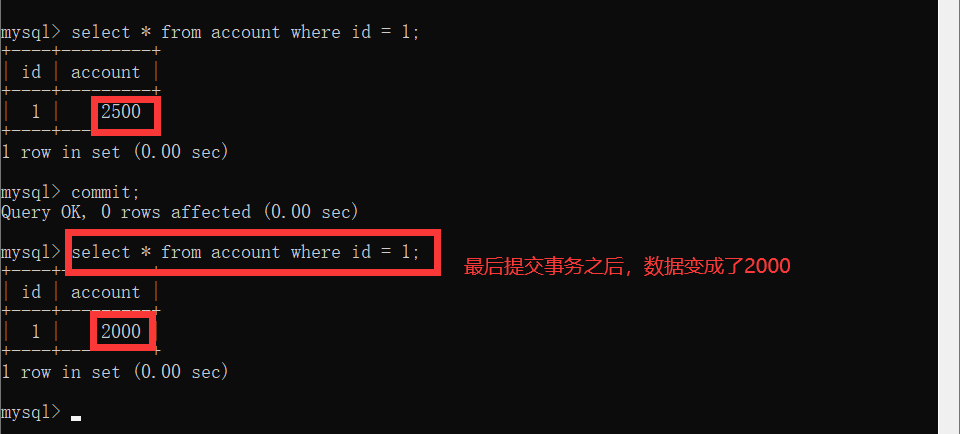 mysql> select * from account where id = 1;
+----+---------+
| id | account |
+----+---------+
| 1 | 2500
+----+---------+
1 row in set (0.00 sec)
mysql> commit;
Query OK, 0 rows affected (0.00 sec)
mysql> select * from account where id = 1;
最后提交事务之后，数据变成了2000
+----+---------+
| id | account |
+----+---------+
| 1 | 2000 |
+----+---------+
1 row in set (0.00 sec)
mysql>